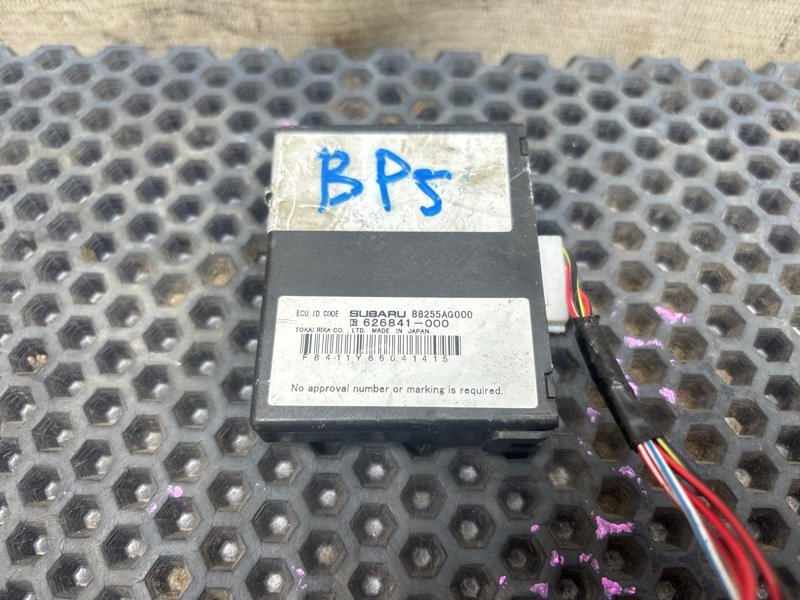 BP5
ECU, ID CODE SUBARU 88255AG000
626841-000
TOKAI RIKA CO., LTD. MADE IN JAPAN
F8411Y86041415
No approval number or marking is required.